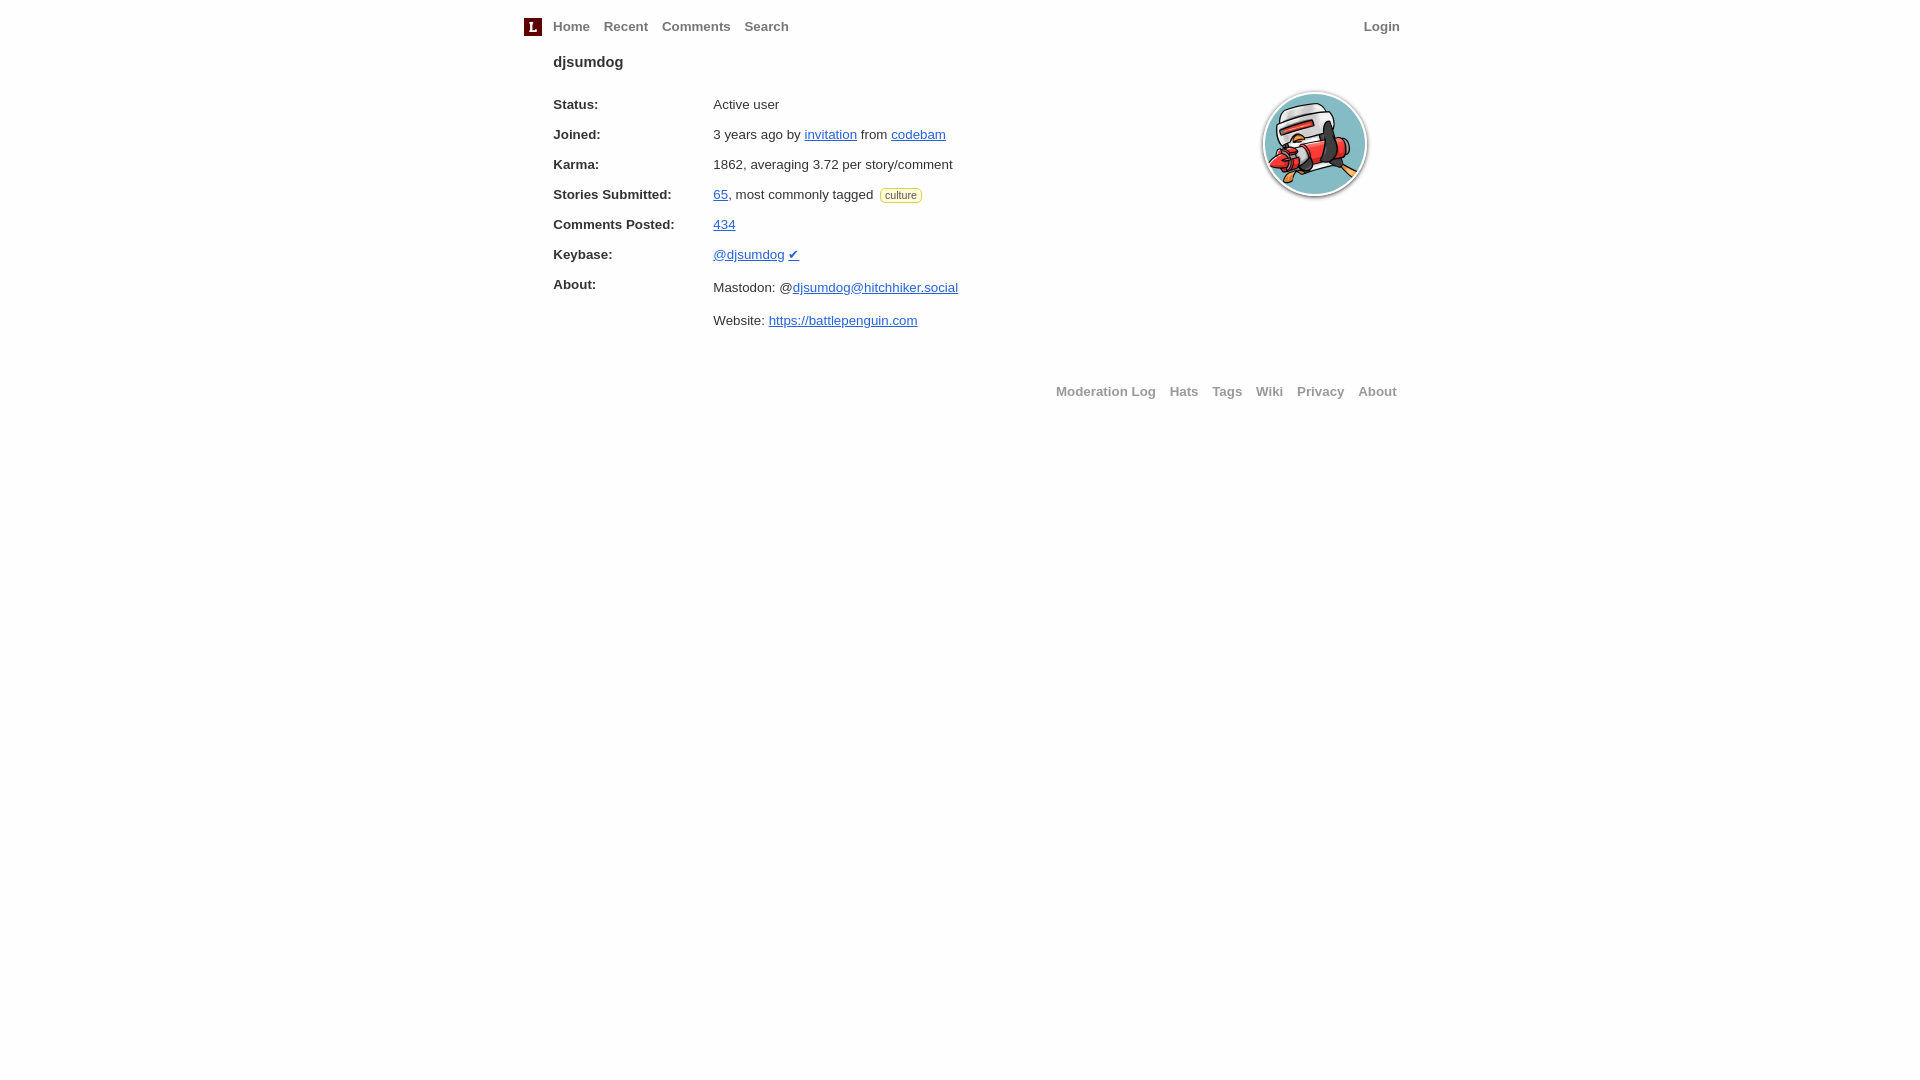 L Home Recent Comments Search Login
djsumdog
Status: Active user
Joined: 3 years ago by invitation from codebam
Karma: 1862, averaging 3.72 per story/comment
Stories Submitted: 65, most commonly tagged culture
Comments Posted: 434
Keybase: @djsumdog ✔
About: Mastodon: @djsumdog@hitchhiker.social
Website: https://battlepenguin.com
Moderation Log Hats Tags Wiki Privacy About